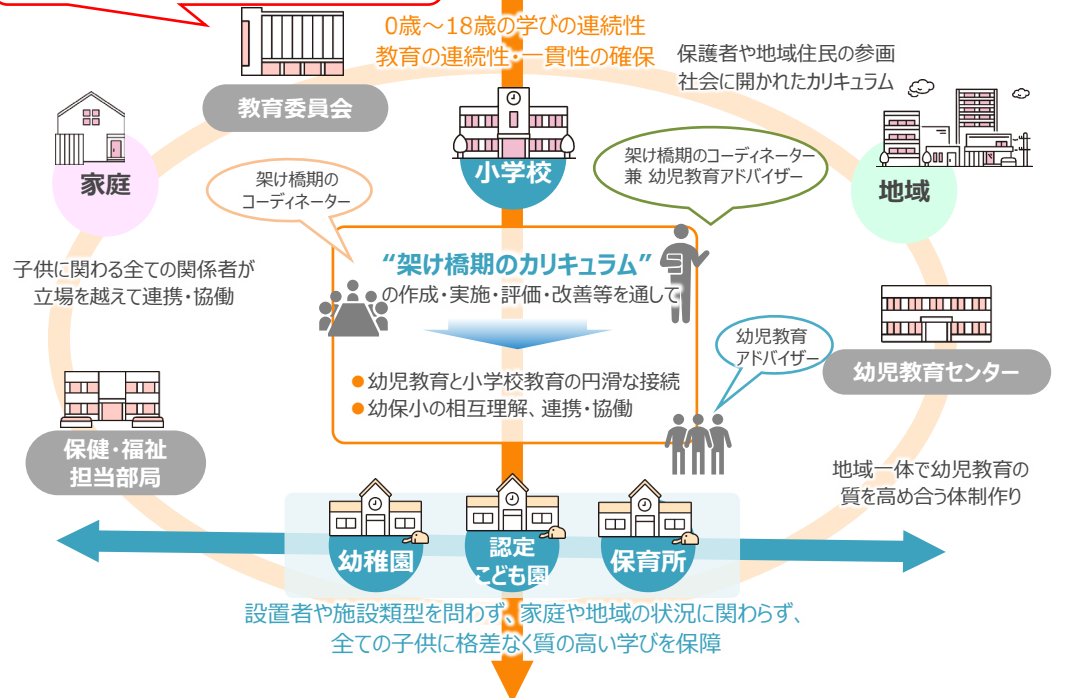 0歳～18歳の学びの連続性
教育の連続性・一貫性の確保
保護者や地域住民の参画
社会に開かれたカリキュラム
教育委員会
家庭
小学校
地域
架け橋期の
コーディネーター
架け橋期のコーディネーター
兼 幼児教育アドバイザー
“架け橋期のカリキュラム”
の作成・実施・評価・改善等を通して
子供に関わる全ての関係者が
立場を越えて連携・協働
幼児教育
アドバイザー
幼児教育センター
●幼児教育と小学校教育の円滑な接続
●幼保小の相互理解、連携・協働
保健・福祉
担当部局
地域一体で幼児教育の
質を高め合う体制作り
幼稚園
認定
こども園
保育所
設置者や施設類型を問わず、家庭や地域の状況に関わらず、
全ての子供に格差なく質の高い学びを保障